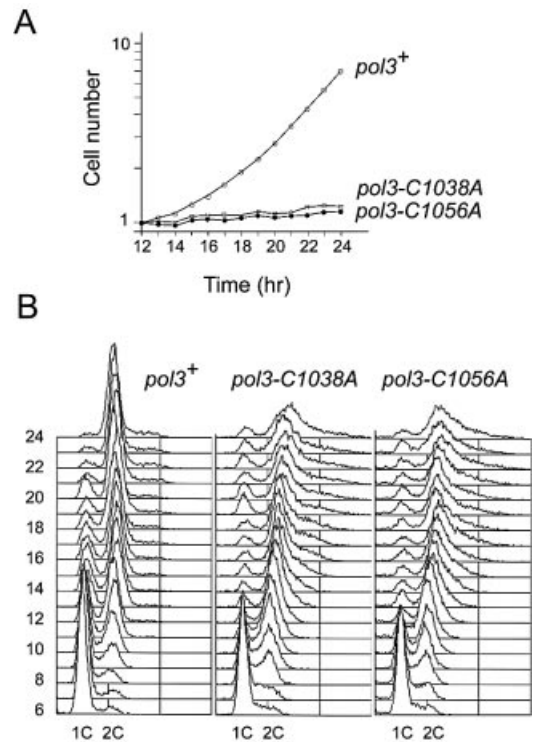 A
10
pol3+
Cell number
pol3-C1038A
pol3-C1056A
1
12 14 16 18 20 22 24
Time (hr)
B
pol3+ pol3-C1038A pol3-C1056A
24
22
20
18
16
14
12
10
8
6
1C 2C 1C 2C 1C 2C